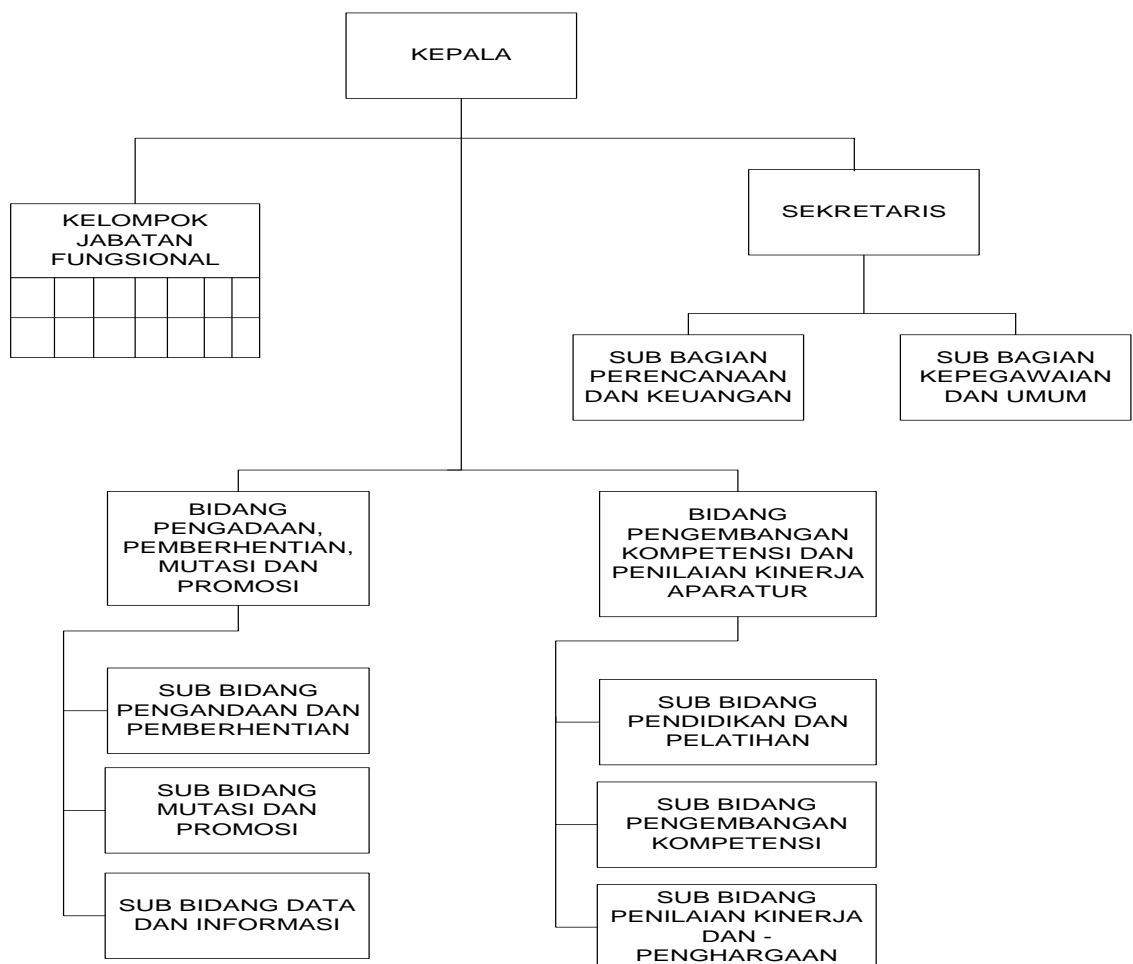 KEPALA
KELOMPOK
JABATAN
FUNGSIONAL
SEKRETARIS
SUB BAGIAN
PERENCANAAN
DAN KEUANGAN
SUB BAGIAN
KEPEGAWAIAN
DAN UMUM
BIDANG
PENGADAAN,
PEMBERHENTIAN,
MUTASI DAN
PROMOSI
BIDANG
PENGEMBANGAN
KOMPETENSI DAN
PENILAIAN KINERJA
APARATUR
SUB BIDANG
PENGANDAAN DAN
PEMBERHENTIAN
SUB BIDANG
MUTASI DAN
PROMOSI
SUB BIDANG DATA
DAN INFORMASI
SUB BIDANG
PENDIDIKAN DAN
PELATIHAN
SUB BIDANG
PENGEMBANGAN
KOMPETENSI
SUB BIDANG
PENILAIAN KINERJA
DAN -
PENGHARGAAN